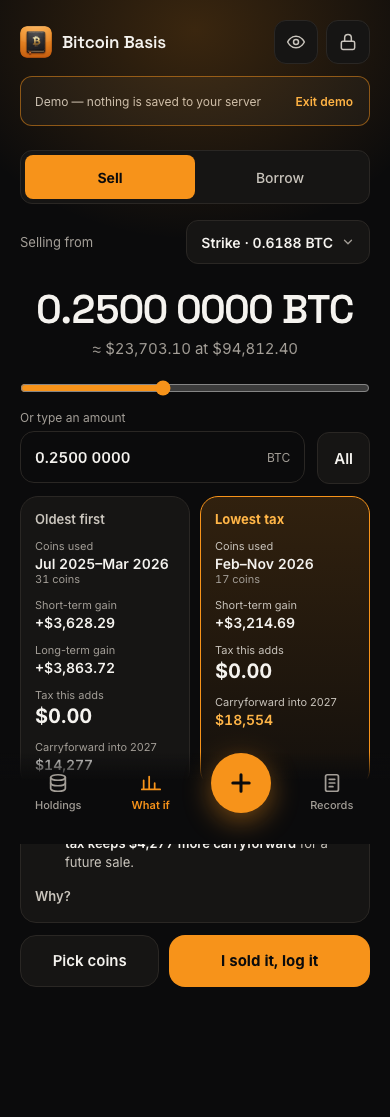 Bitcoin Basis
Demo — nothing is saved to your server
Exit demo
Sell
Borrow
Selling from
Strike · 0.6188 BTC
0.2500 0000 BTC
≈ $23,703.10 at $94,812.40
Or type an amount
0.2500 0000
BTC
All
Oldest first
Coins used
Jul 2025–Mar 2026
31 coins
Short-term gain
+$3,628.29
Long-term gain
+$3,863.72
Tax this adds
$0.00
Carryforward into 2027
$14,277
Lowest tax
Coins used
Feb–Nov 2026
17 coins
Short-term gain
+$3,214.69
Tax this adds
$0.00
Carryforward into 2027
$18,554
Holdings
What if
Records
tax keeps $4,277 more carryforward for a
future sale.
Why?
Pick coins
I sold it, log it